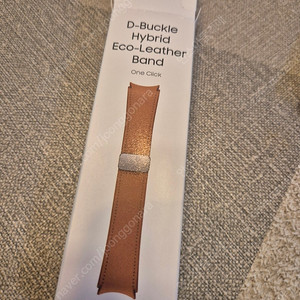 D-Buckle
Hybrid
Eco-Leather
Band
One Click